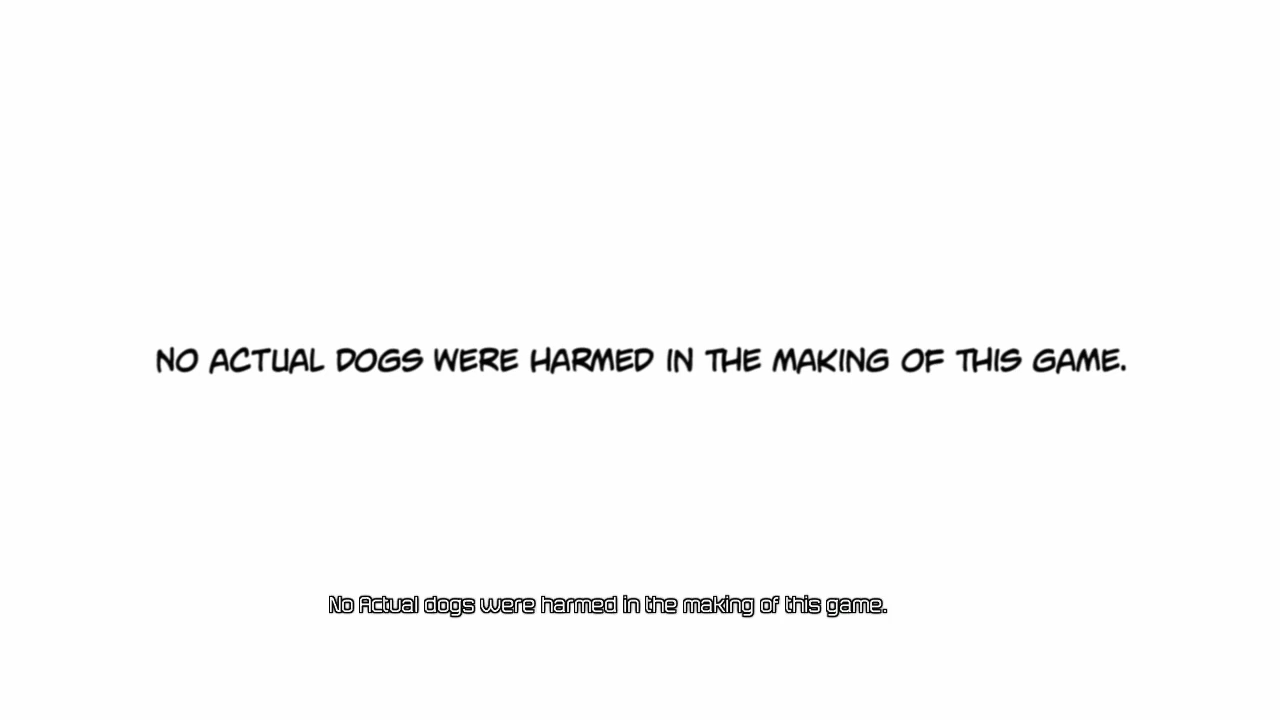 NO ACTUAL DOGS WERE HARMED IN THE MAKING OF THIS GAME.
No Actual dogs were harmed in the making of this game.